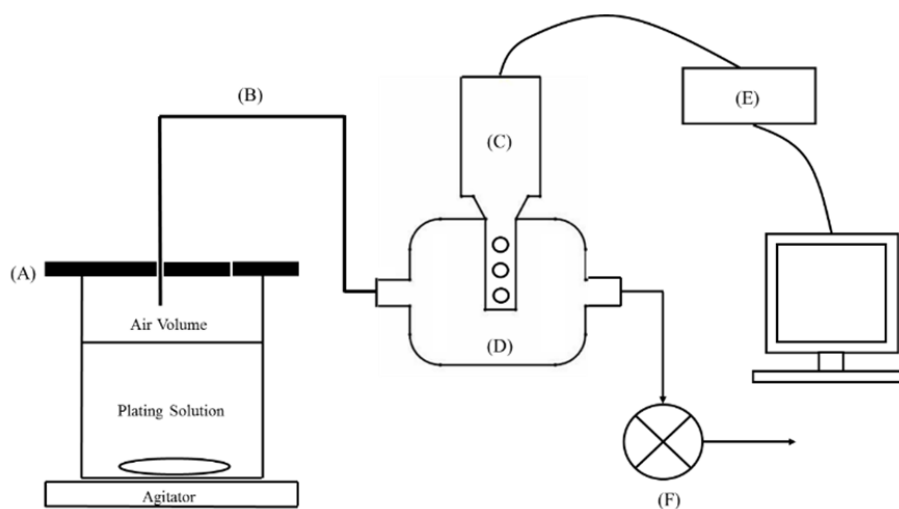 (B)
(E)
(C)
(A)
Air Volume
(D)
Plating Solution
Agitator
(F)